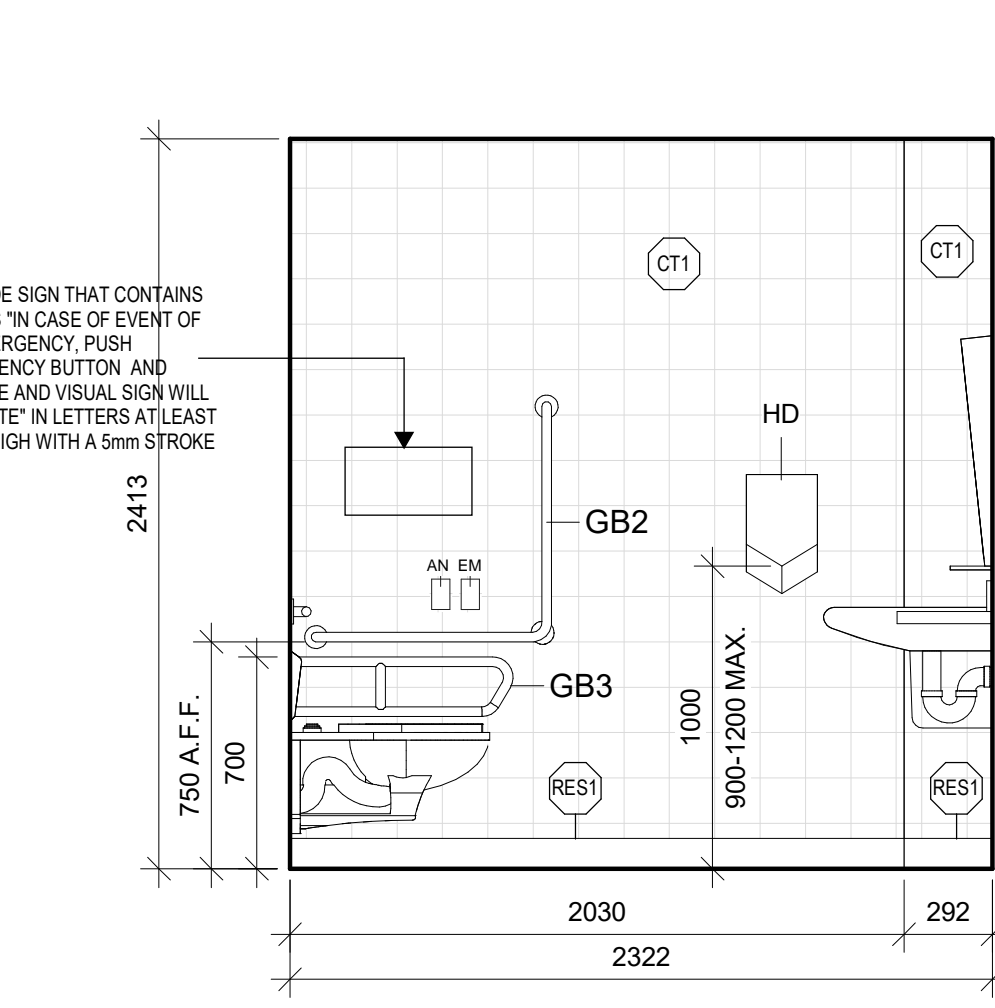 CT1
CT1
E SIGN THAT CONTAINS
"IN CASE OF EVENT OF
RGENCY, PUSH
ENCY BUTTON AND
E AND VISUAL SIGN WILL
TE" IN LETTERS AT LEAST
IGH WITH A 5mm STROKE
2413
HD
GB2
AN EM
GB3
750 A.F.F.
700
1000
900-1200 MAX.
RES1
RES1
2030
292
2322